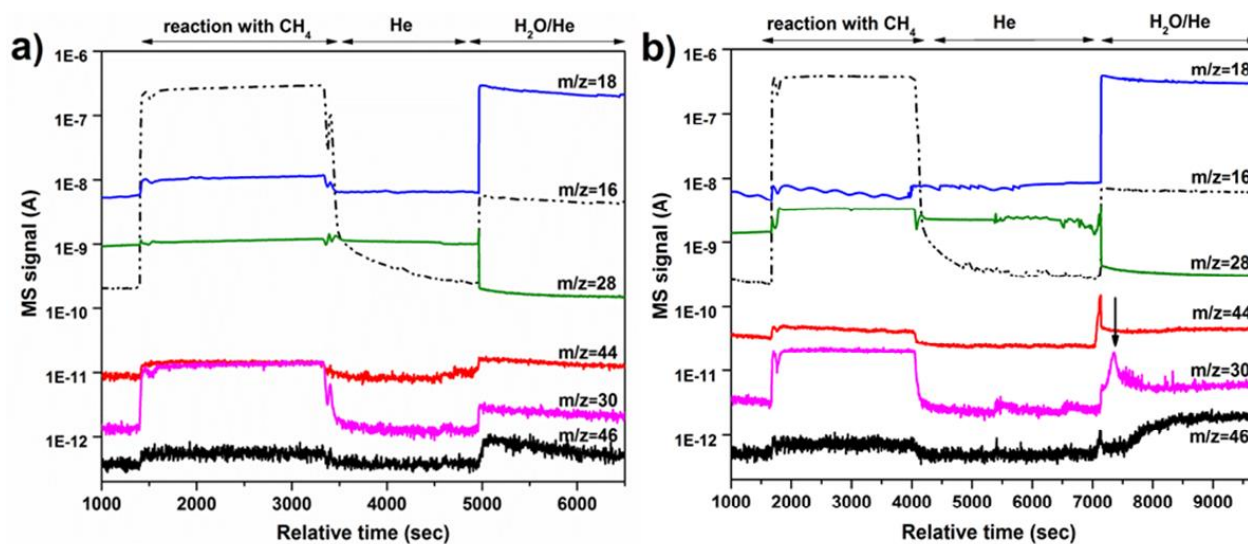 a)
reaction with CH4
He
H2O/He
1E-6
1E-7
1E-8
1E-9
1E-10
1E-11
1E-12
MS signal (A)
m/z=18
m/z=16
m/z=28
m/z=44
m/z=30
m/z=46
1000 2000 3000 4000 5000 6000
Relative time (sec)
b)
reaction with CH4
He
H2O/He
1E-6
1E-7
1E-8
1E-9
1E-10
1E-11
1E-12
MS signal (A)
m/z=18
m/z=16
m/z=28
m/z=44
m/z=30
m/z=46
1000 2000 3000 4000 5000 6000 7000 8000 9000
Relative time (sec)